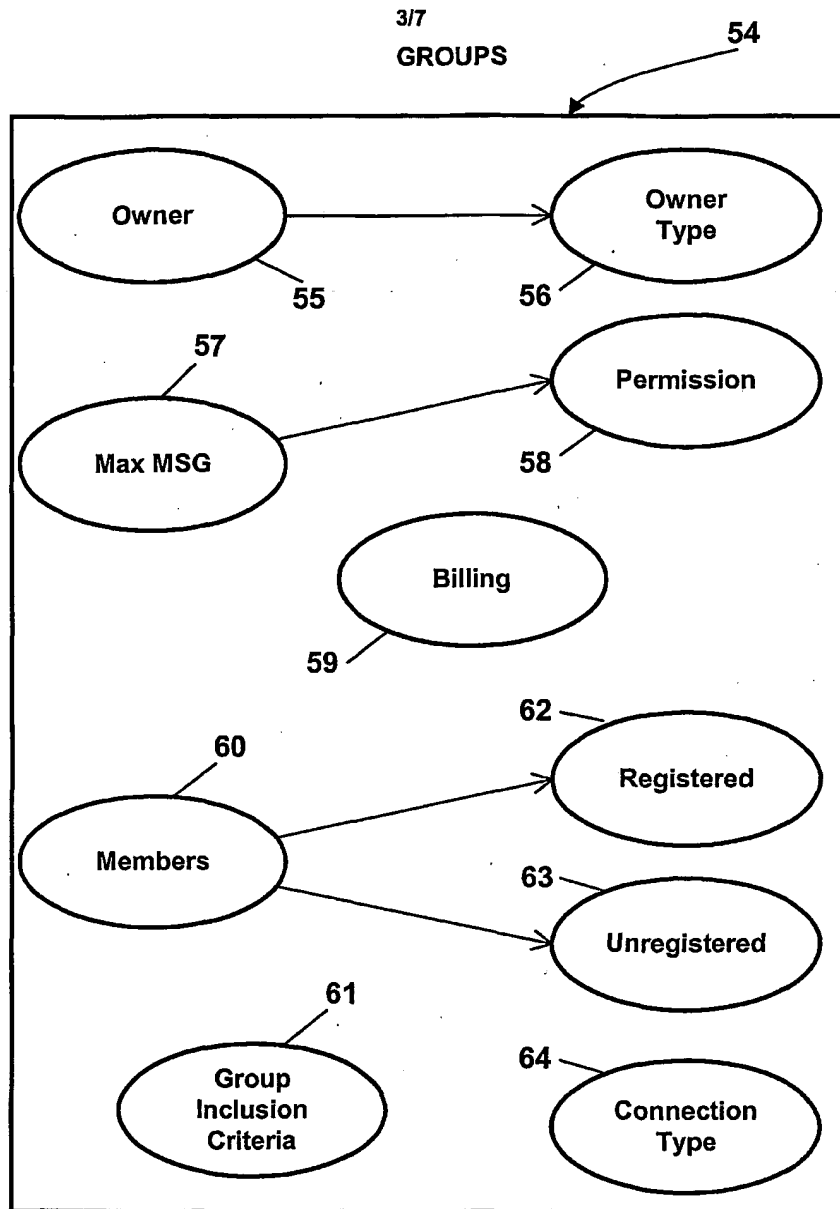 3/7
GROUPS
54
Owner
Owner
Type
55
56
57
Permission
Max MSG
58
Billing
59
62
60
Registered
Members
63
Unregistered
61
64
Group
Inclusion
Criteria
Connection
Type